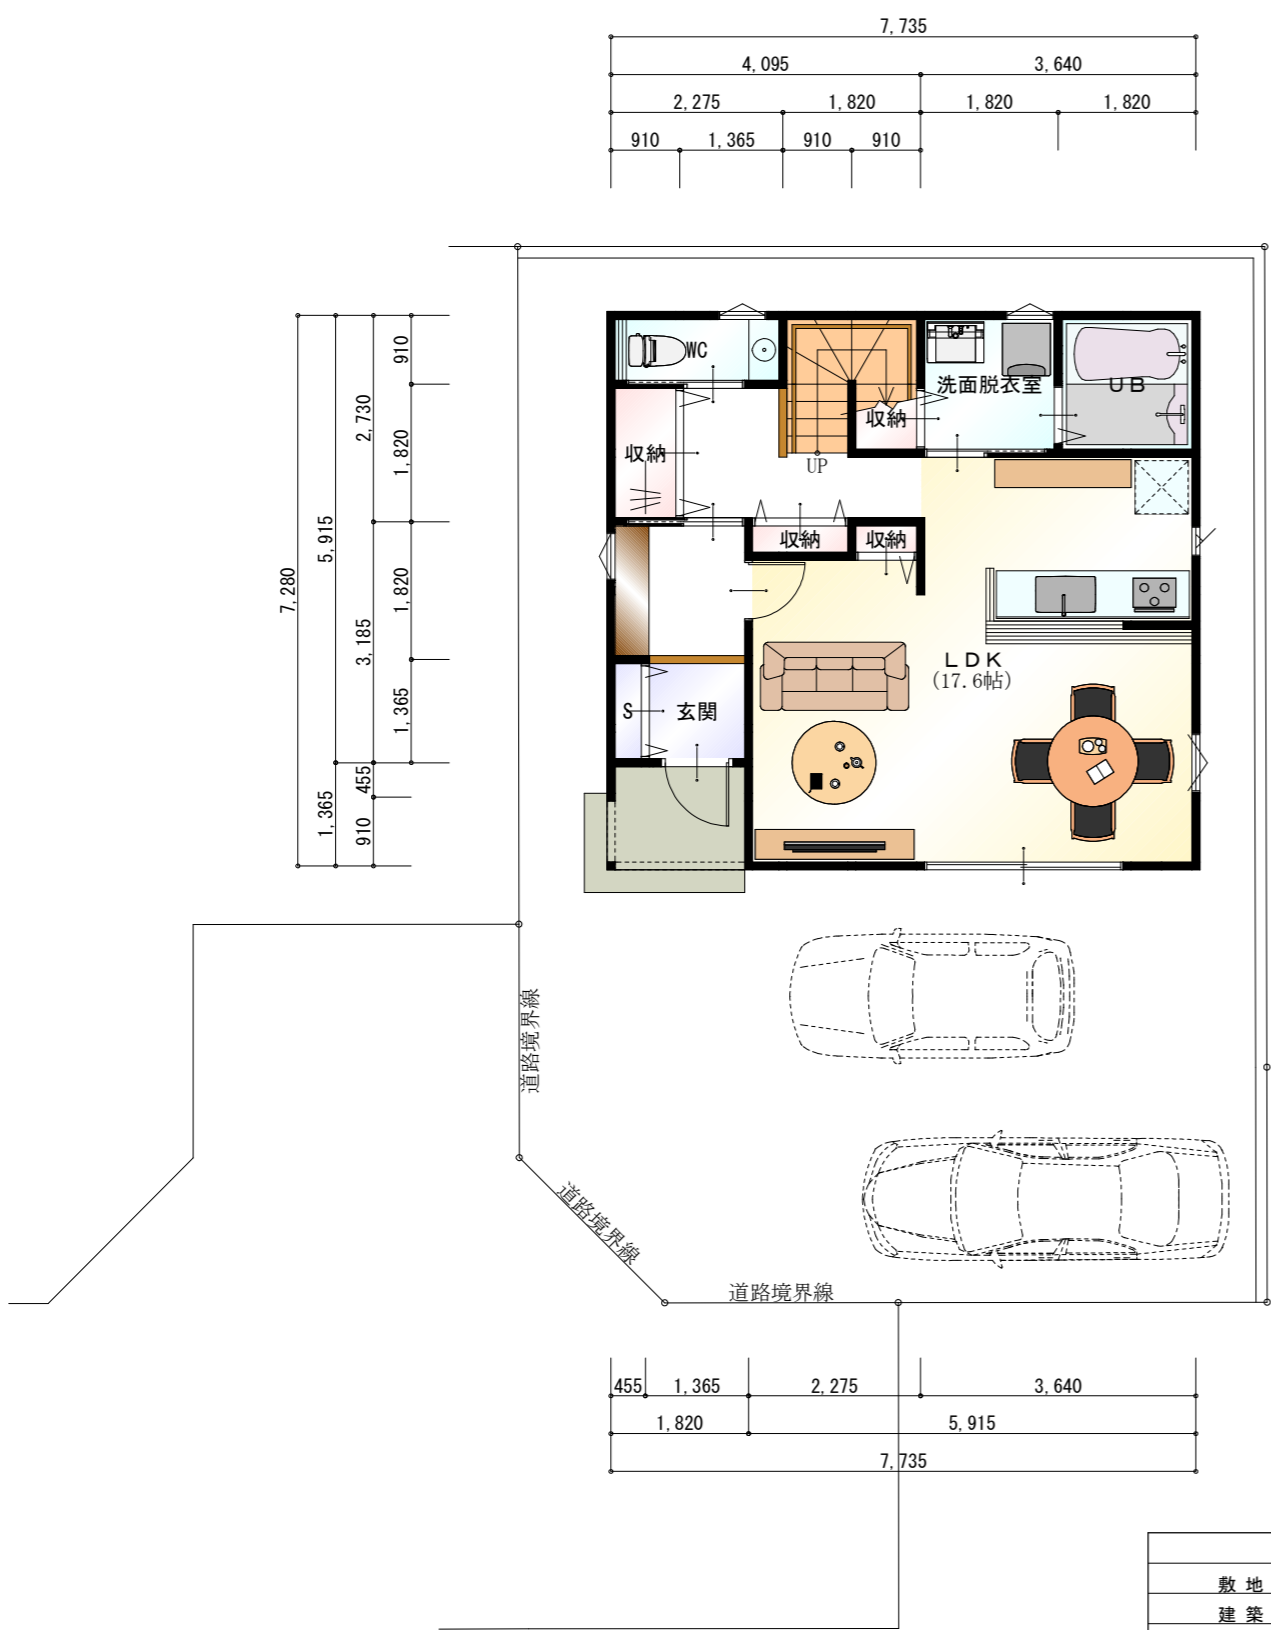 7,735
4,095 3,640
2,275 1,820 1,820 1,820
910 1,365 910 910
7,280
5,915 1,365
2,730 3,185 455 910
910 1,820 1,820 1,365
WC
洗面脱衣室
UB
収納
収納
UP
収納
収納
LDK
(17.6帖)
S
玄関
道路境界線
道路境界線
道路境界線
455 1,365 2,275 3,640
1,820 5,915
7,735
敷地
建築